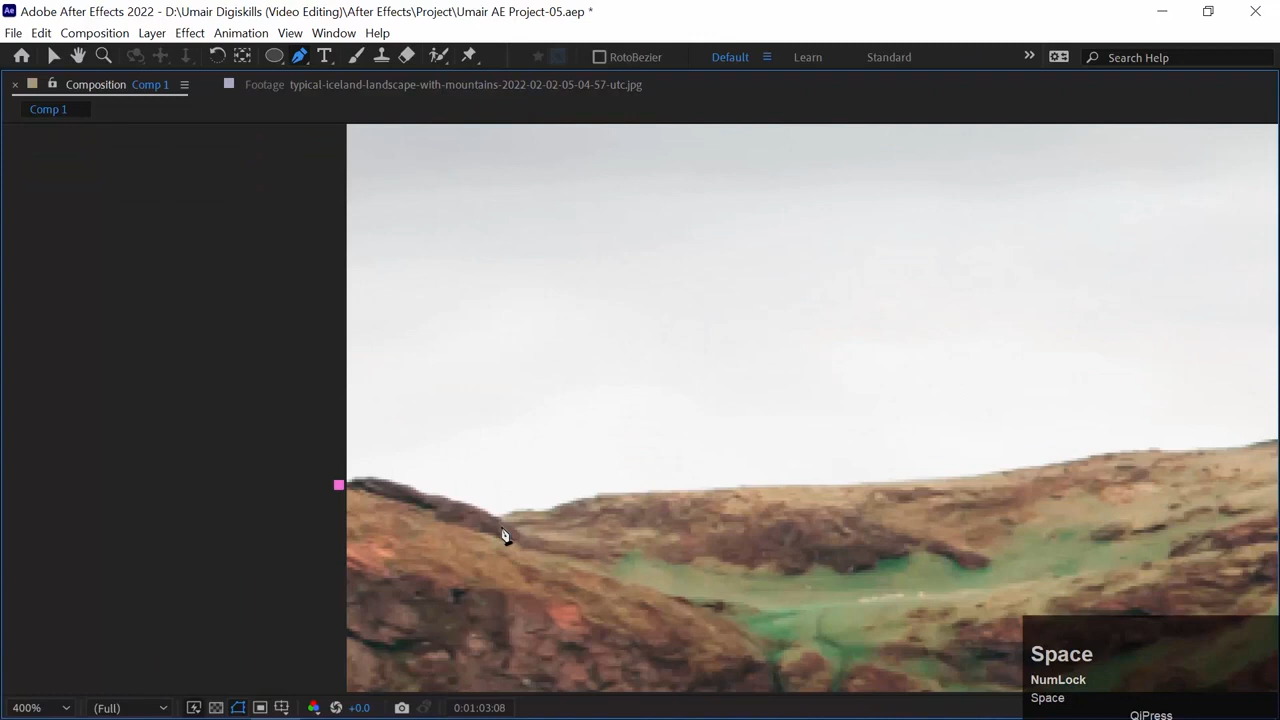 Adobe After Effects 2022 - D:\Umair Digiskills (Video Editing)\After Effects\Project\Umair AE Project-05.aep *
File Edit Composition Layer Effect Animation View Window Help
RotoBezier Default Learn Standard Search Help
Composition Comp 1 Footage typical-iceland-landscape-with-mountains-2022-02-02-05-04-57-utc.jpg
Comp 1
Space
NumLock
Space
QiPress
400% (Full) +0.0 0:01:03:08